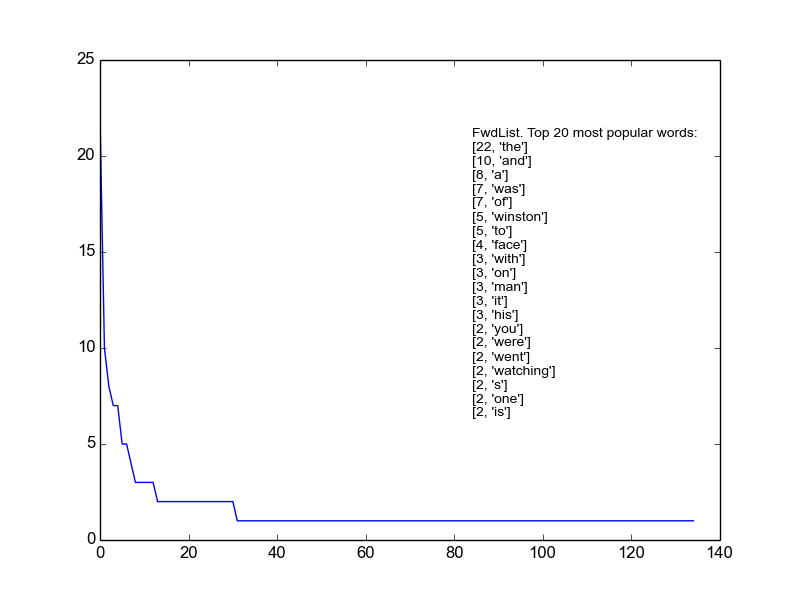 25
20
15
10
5
0
0 20 40 60 80 100 120 140
FwdList. Top 20 most popular words:
[22, 'the']
[10, 'and']
[8, 'a']
[7, 'was']
[7, 'of']
[5, 'winston']
[5, 'to']
[4, 'face']
[3, 'with']
[3, 'on']
[3, 'man']
[3, 'it']
[3, 'his']
[2, 'you']
[2, 'were']
[2, 'went']
[2, 'watching']
[2, 's']
[2, 'one']
[2, 'is']